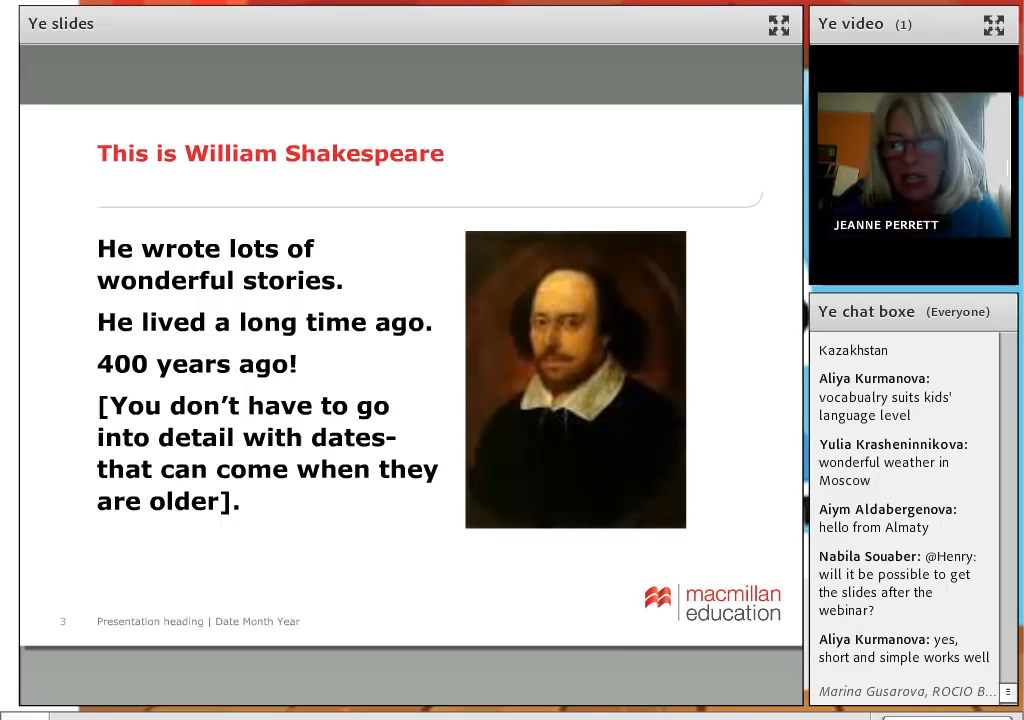 Ye slides
This is William Shakespeare
He wrote lots of
wonderful stories.
He lived a long time ago.
400 years ago!
[You don’t have to go
into detail with dates-
that can come when they
are older].
macmillan
education
3 Presentation heading | Date Month Year
Ye video (1)
JEANNE PERRETT
Ye chat boxe (Everyone)
Kazakhstan
Aliya Kurmanova:
vocabualry suits kids'
language level
Yulia Krasheninnikova:
wonderful weather in
Moscow
Aiym Aldabergenova:
hello from Almaty
Nabila Souaber: @Henry:
will it be possible to get
the slides after the
webinar?
Aliya Kurmanova: yes,
short and simple works well
Marina Gusarova, ROCIO B...